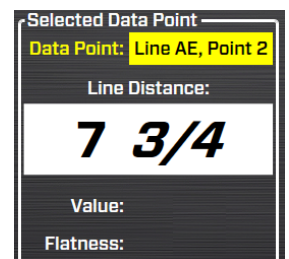 Selected Data Point
Data Point: Line AE, Point 2
Line Distance:
7 3/4
Value:
Flatness: